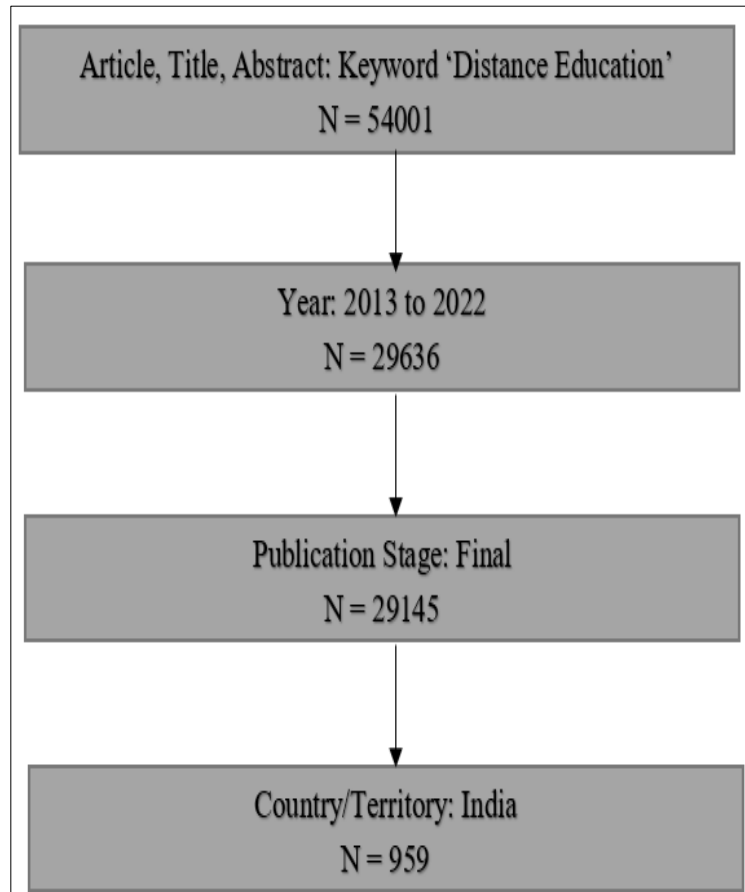 Article, Title, Abstract: Keyword ‘Distance Education’
N = 54001
Year: 2013 to 2022
N = 29636
Publication Stage: Final
N = 29145
Country/Territory: India
N = 959